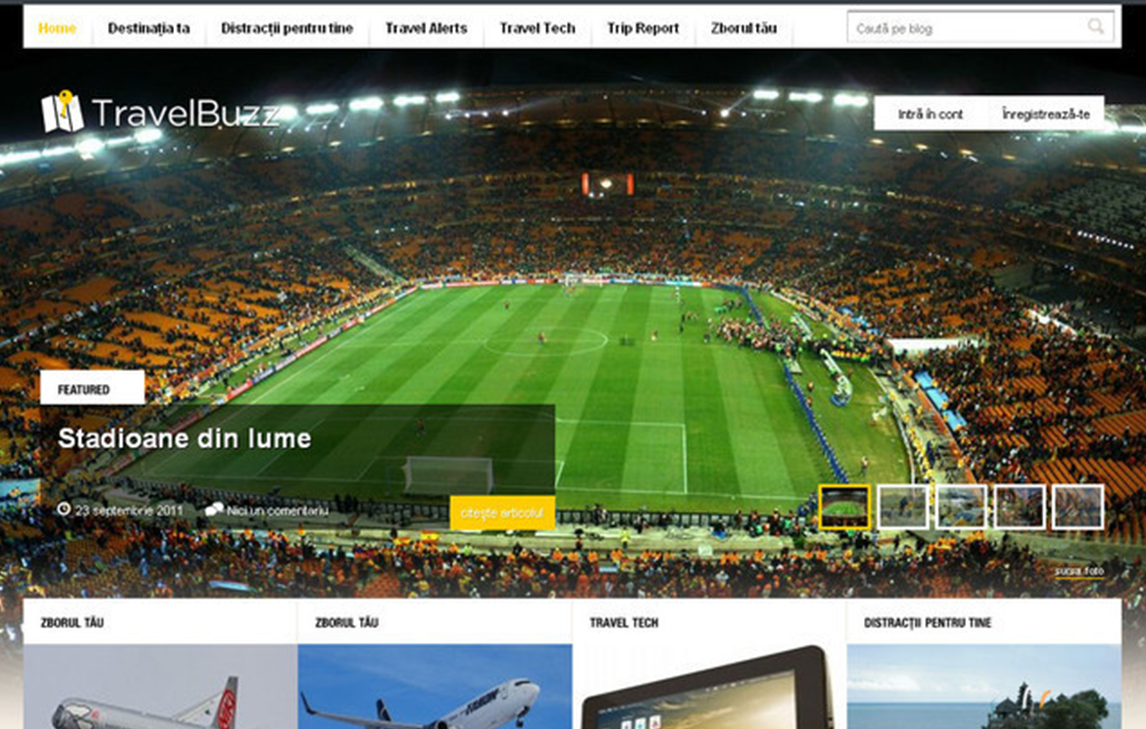 Home Destinația ta Distracții pentru tine Travel Alerts Travel Tech Trip Report Zborul tău Caută pe blog
TravelBuzz
Intră în cont Înregistrează-te
FEATURED
Stadioane din lume
23 septembrie 2011 Nici un comentariu citește articolul
sursa foto
ZBORUL TĂU ZBORUL TĂU TRAVEL TECH DISTRACȚII PENTRU TINE
TAROM